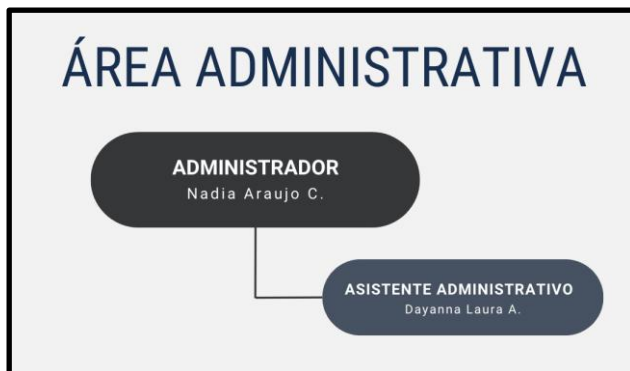 ÁREA ADMINISTRATIVA
ADMINISTRADOR
Nadia Araujo C.
ASISTENTE ADMINISTRATIVO
Dayanna Laura A.